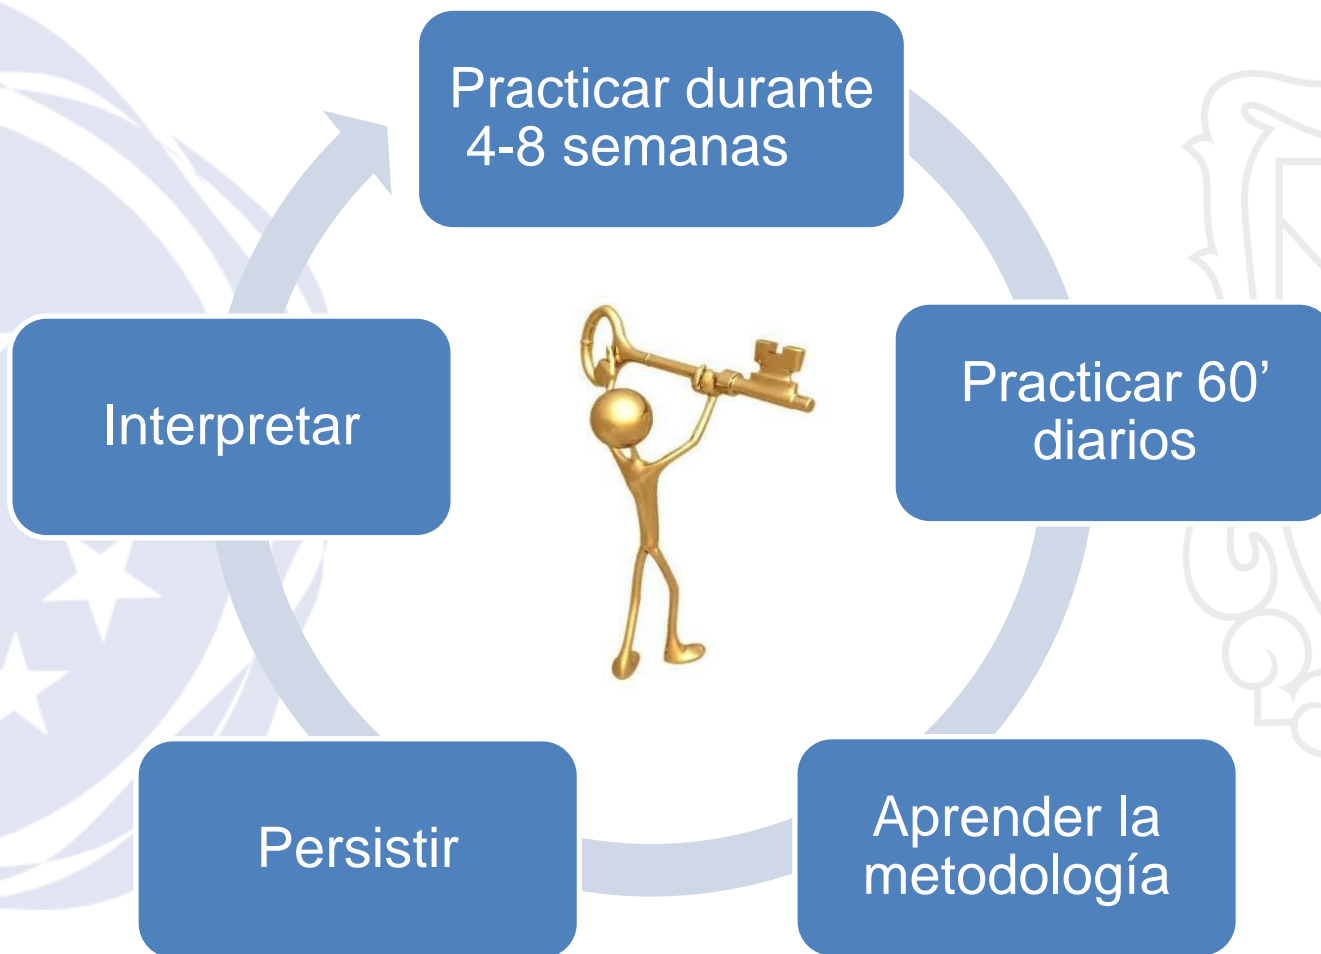 Practicar durante
4-8 semanas
Practicar 60’
diarios
Aprender la
metodología
Persistir
Interpretar